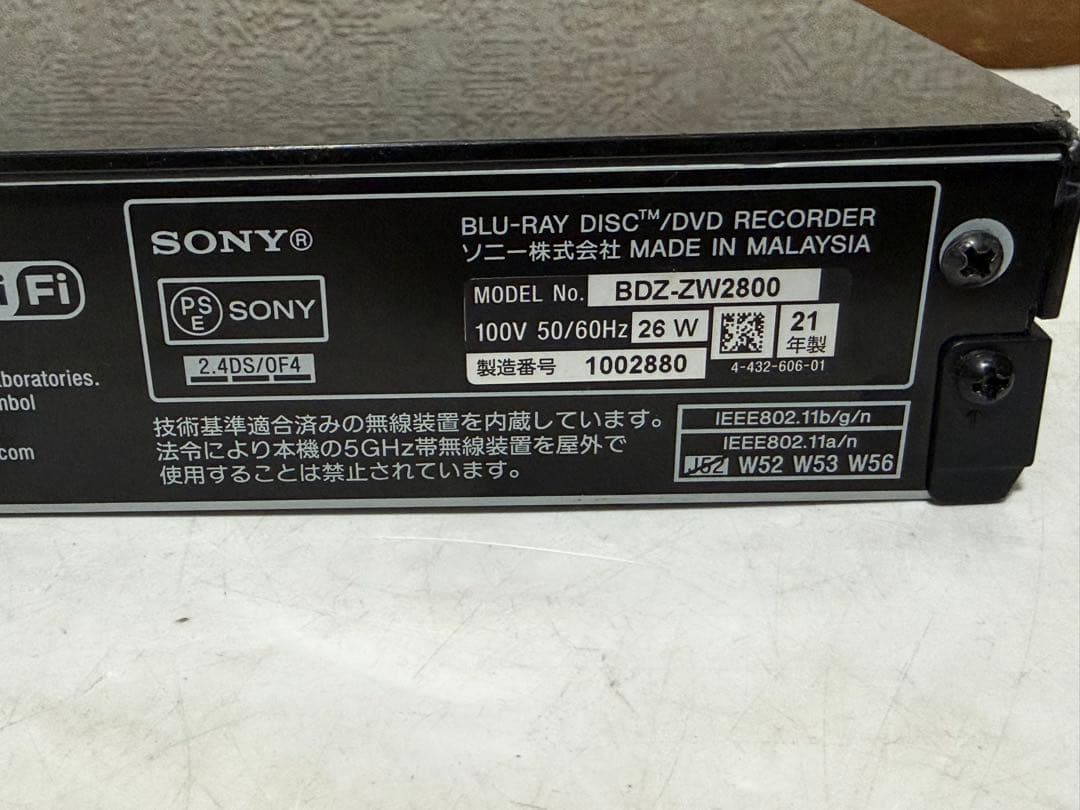 Fi
aboratories.
mbol
com
SONY®
PSE SONY
2.4DS/OF4
BLU-RAY DISC™/DVD RECORDER
ソニー株式会社 MADE IN MALAYSIA
MODEL No. BDZ-ZW2800
100V 50/60Hz 26 W
21
年製
製造番号 1002880
4-432-606-01
技術基準適合済みの無線装置を内蔵しています。
法令により本機の5GHz帯無線装置を屋外で
使用することは禁止されています。
IEEE802.11b/g/n
IEEE802.11a/n
J52 W52 W53 W56